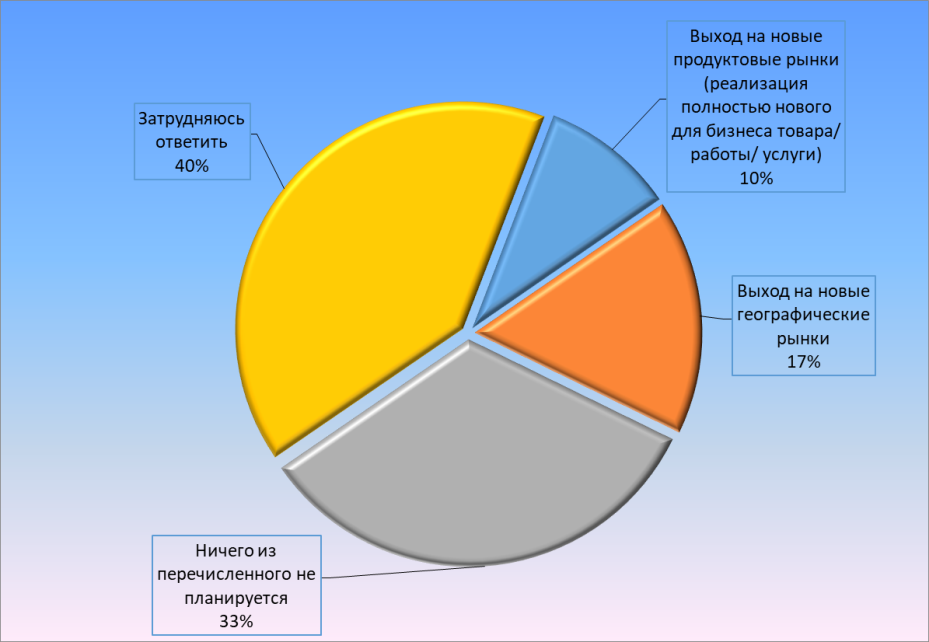 Выход на новые
продуктовые рынки
(реализация
полностью нового
для бизнеса товара/
работы/ услуги)
10%
Затрудняюсь
ответить
40%
Выход на новые
географические
рынки
17%
Ничего из
перечисленного не
планируется
33%